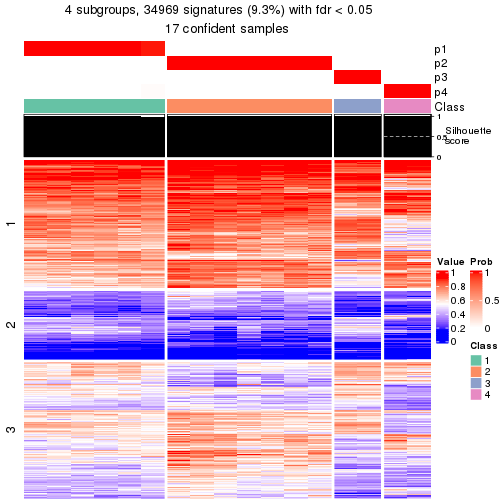 4 subgroups, 34969 signatures (9.3%) with fdr < 0.05
17 confident samples
p1
p2
p3
p4
Class
1
0.5
0
Silhouette
score
1
2
3
Value
1
0.8
0.6
0.4
0.2
0
Prob
1
0.5
0
Class
1
2
3
4